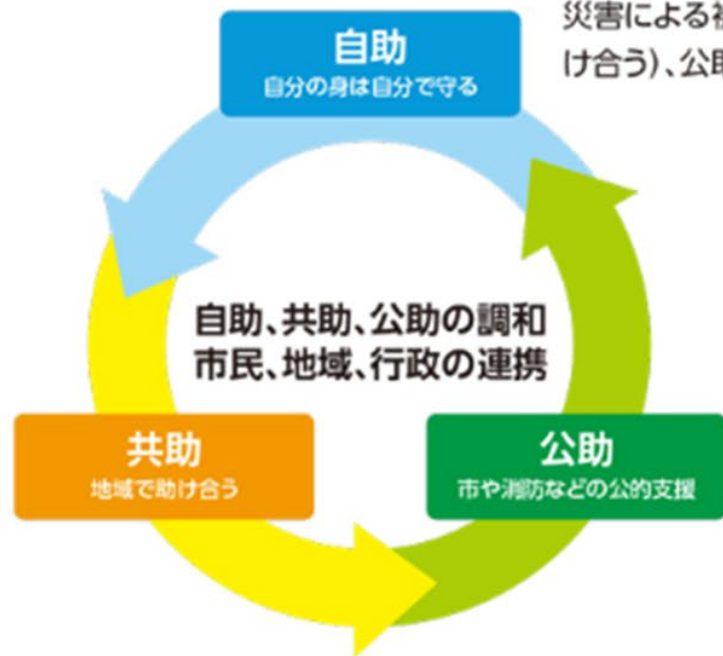 災害による被
け合う)、公助
自助
自分の身は自分で守る
自助、共助、公助の調和
市民、地域、行政の連携
共助
地域で助け合う
公助
市や消防などの公的支援